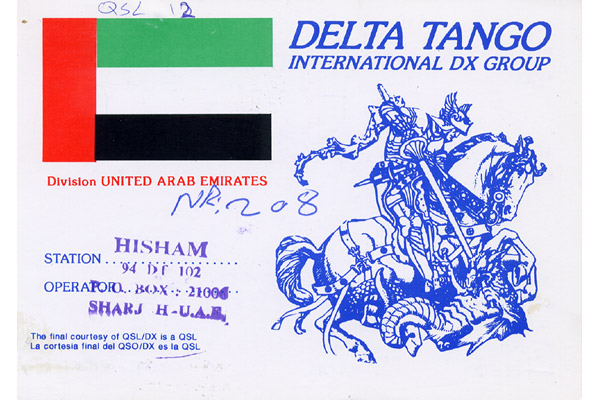 QSL 12
DELTA TANGO
INTERNATIONAL DX GROUP
Division UNITED ARAB EMIRATES
NR. 208
HISHAM
STATION
94 DT 102
OPERATOR P.O. BOX: 21006
SHARJ H-U.A.E.
The final courtesy of QSL/DX is a QSL
La cortesia final del QSO/DX es la QSL